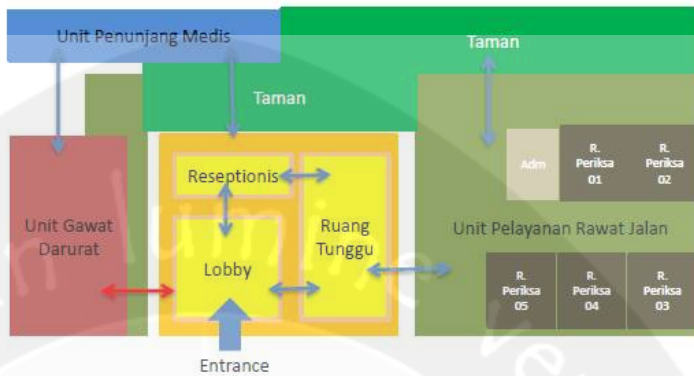 Unit Penunjang Medis
Taman
Taman
Adm
R.
Periksa
01
R.
Periksa
02
Reseptionis
Unit Gawat
Darurat
Ruang
Tunggu
Unit Pelayanan Rawat Jalan
Lobby
R.
Periksa
05
R.
Periksa
04
R.
Periksa
03
Entrance
lumine